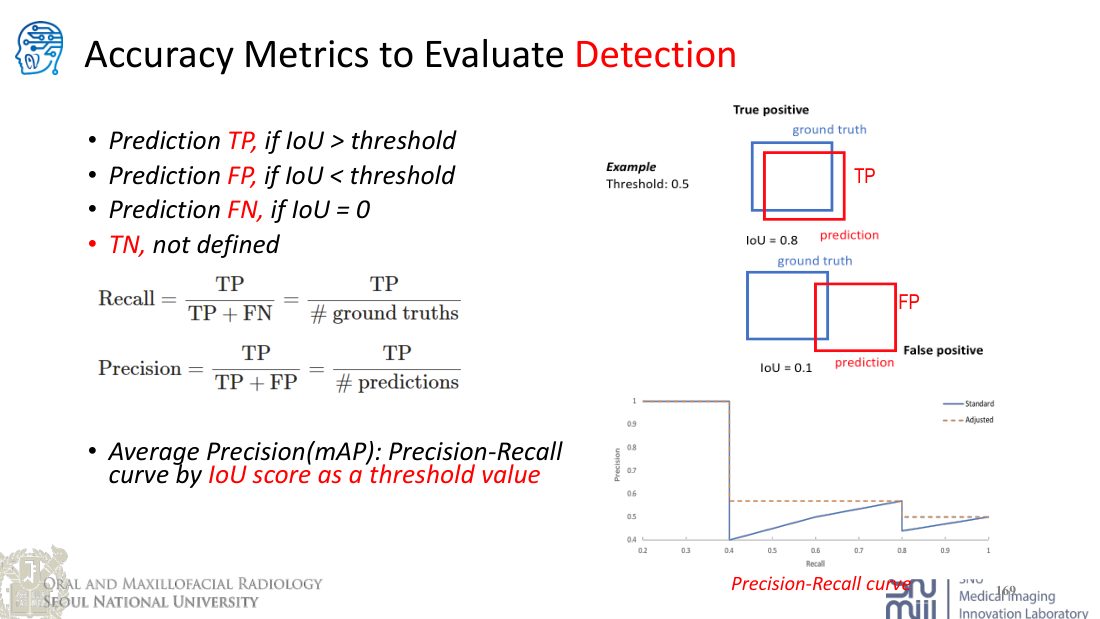 Accuracy Metrics to Evaluate Detection
• Prediction TP, if IoU > threshold
• Prediction FP, if IoU < threshold
• Prediction FN, if IoU = 0
• TN, not defined
Recall = TP / (TP + FN) = TP / # ground truths
Precision = TP / (TP + FP) = TP / # predictions
• Average Precision(mAP): Precision-Recall
curve by IoU score as a threshold value
True positive
ground truth
Example
Threshold: 0.5
TP
IoU = 0.8
prediction
ground truth
FP
False positive
IoU = 0.1
prediction
Standard
Adjusted
Precision
1
0.9
0.8
0.7
0.6
0.5
0.4
0.2 0.3 0.4 0.5 0.6 0.7 0.8 0.9 1
Recall
Precision-Recall curve
ORAL AND MAXILLOFACIAL RADIOLOGY
SEOUL NATIONAL UNIVERSITY
SNU
Medical Imaging
Innovation Laboratory
169